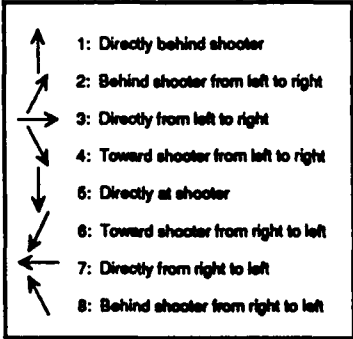 1: Directly behind shooter
2: Behind shooter from left to right
3: Directly from left to right
4: Toward shooter from left to right
5: Directly at shooter
6: Toward shooter from right to left
7: Directly from right to left
8: Behind shooter from right to left